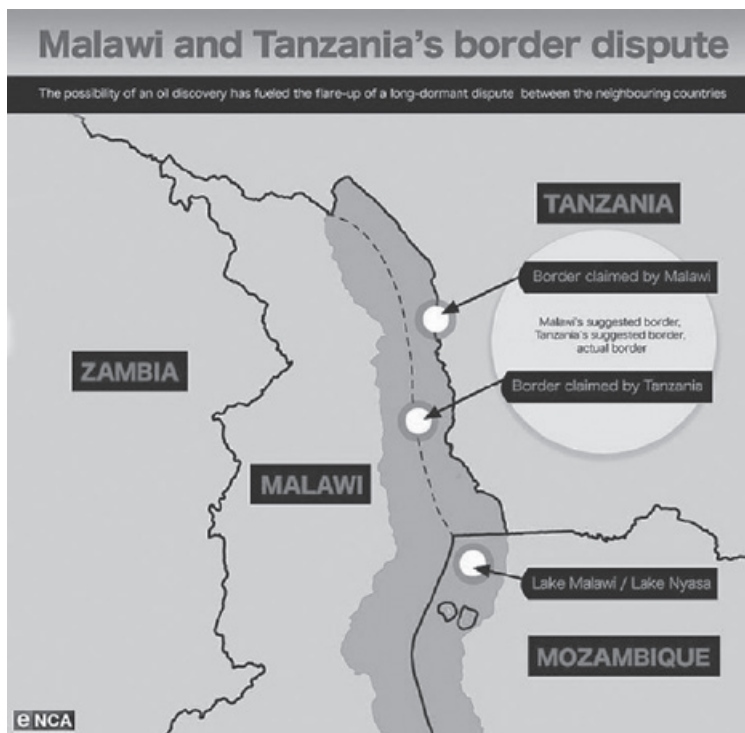 Malawi and Tanzania's border dispute
The possibility of an oil discovery has fueled the flare-up of a long-dormant dispute between the neighbouring countries
TANZANIA
Border claimed by Malawi
Malawi's suggested border,
Tanzania's suggested border,
actual border
ZAMBIA
Border claimed by Tanzania
MALAWI
Lake Malawi / Lake Nyasa
MOZAMBIQUE
eNCA